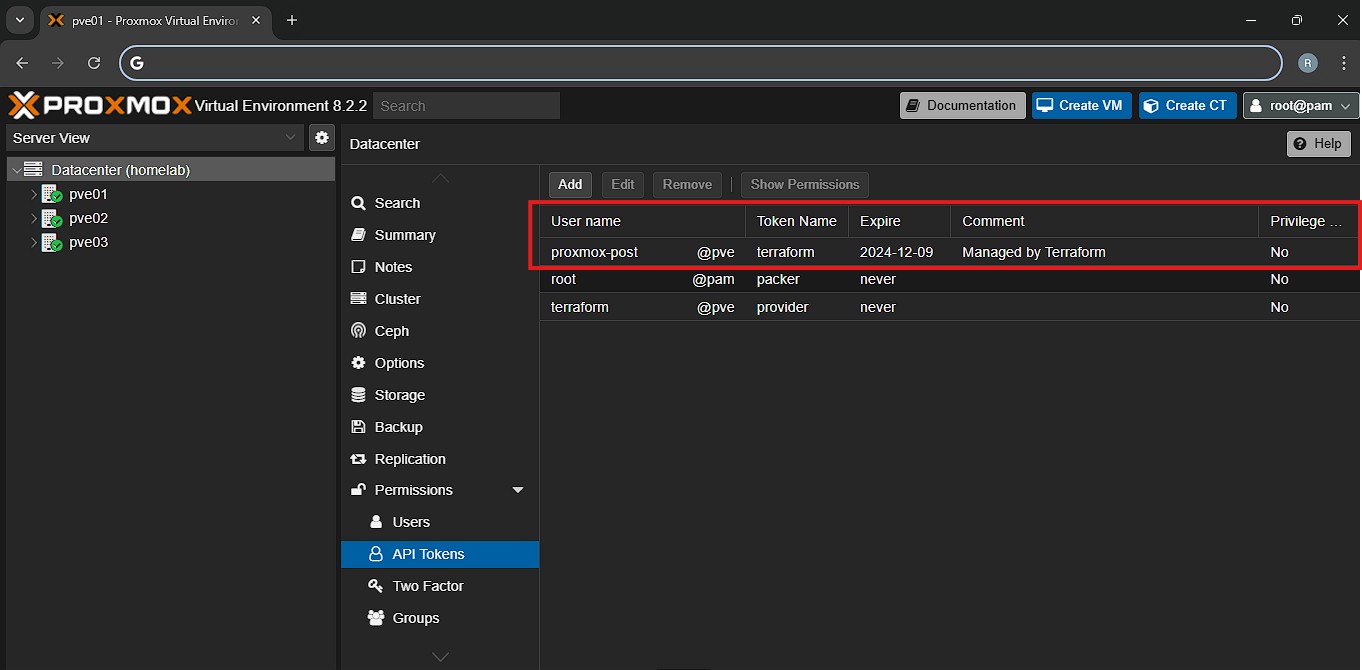 pve01 - Proxmox Virtual Enviro
G
R
PROXMOX Virtual Environment 8.2.2
Search
Documentation
Create VM
Create CT
root@pam
Server View
Datacenter
Help
Datacenter (homelab)
pve01
pve02
pve03
Search
Summary
Notes
Cluster
Ceph
Options
Storage
Backup
Replication
Permissions
Users
API Tokens
Two Factor
Groups
Add Edit Remove | Show Permissions
User name Token Name Expire Comment Privilege ...
proxmox-post @pve terraform 2024-12-09 Managed by Terraform No
root @pam packer never No
terraform @pve provider never No